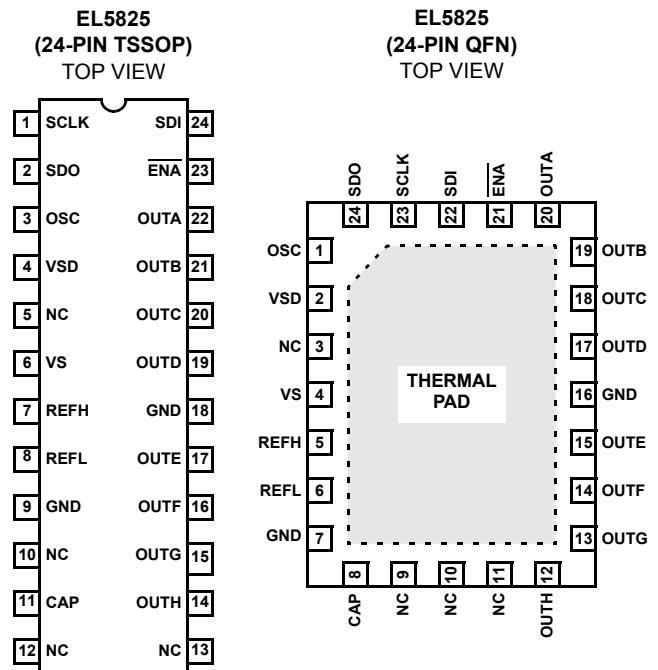 EL5825
(24-PIN TSSOP)
TOP VIEW
1 SCLK SDI 24
2 SDO ENA 23
3 OSC OUTA 22
4 VSD OUTB 21
5 NC OUTC 20
6 VS OUTD 19
7 REFH GND 18
8 REFL OUTE 17
9 GND OUTF 16
10 NC OUTG 15
11 CAP OUTH 14
12 NC NC 13
EL5825
(24-PIN QFN)
TOP VIEW
SDO SCLK SDI ENA OUTA
24 23 22 21 20
OSC 1 19 OUTB
VSD 2 18 OUTC
NC 3 17 OUTD
VS 4 16 GND
THERMAL
PAD
REFH 5 15 OUTE
REFL 6 14 OUTF
GND 7 13 OUTG
8 9 10 11 12
CAP NC NC NC OUTH